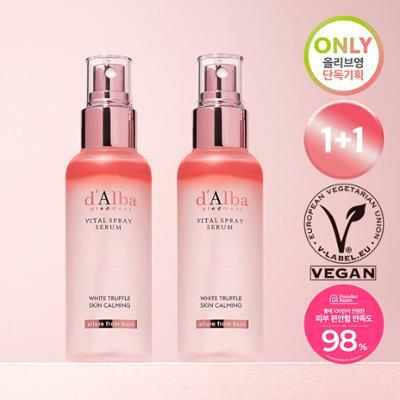 d'Alba
piedmont
VITAL SPRAY
SERUM
WHITE TRUFFLE
SKIN CALMING
allure from basic
d'Alba
piedmont
VITAL SPRAY
SERUM
WHITE TRUFFLE
SKIN CALMING
allure from basic
ONLY
올리브영
단독기획
1+1
EUROPEAN VEGETARIAN UNION
V-LABEL.EU
VEGAN
Powder
Room
피부 편안함 만족도
98%